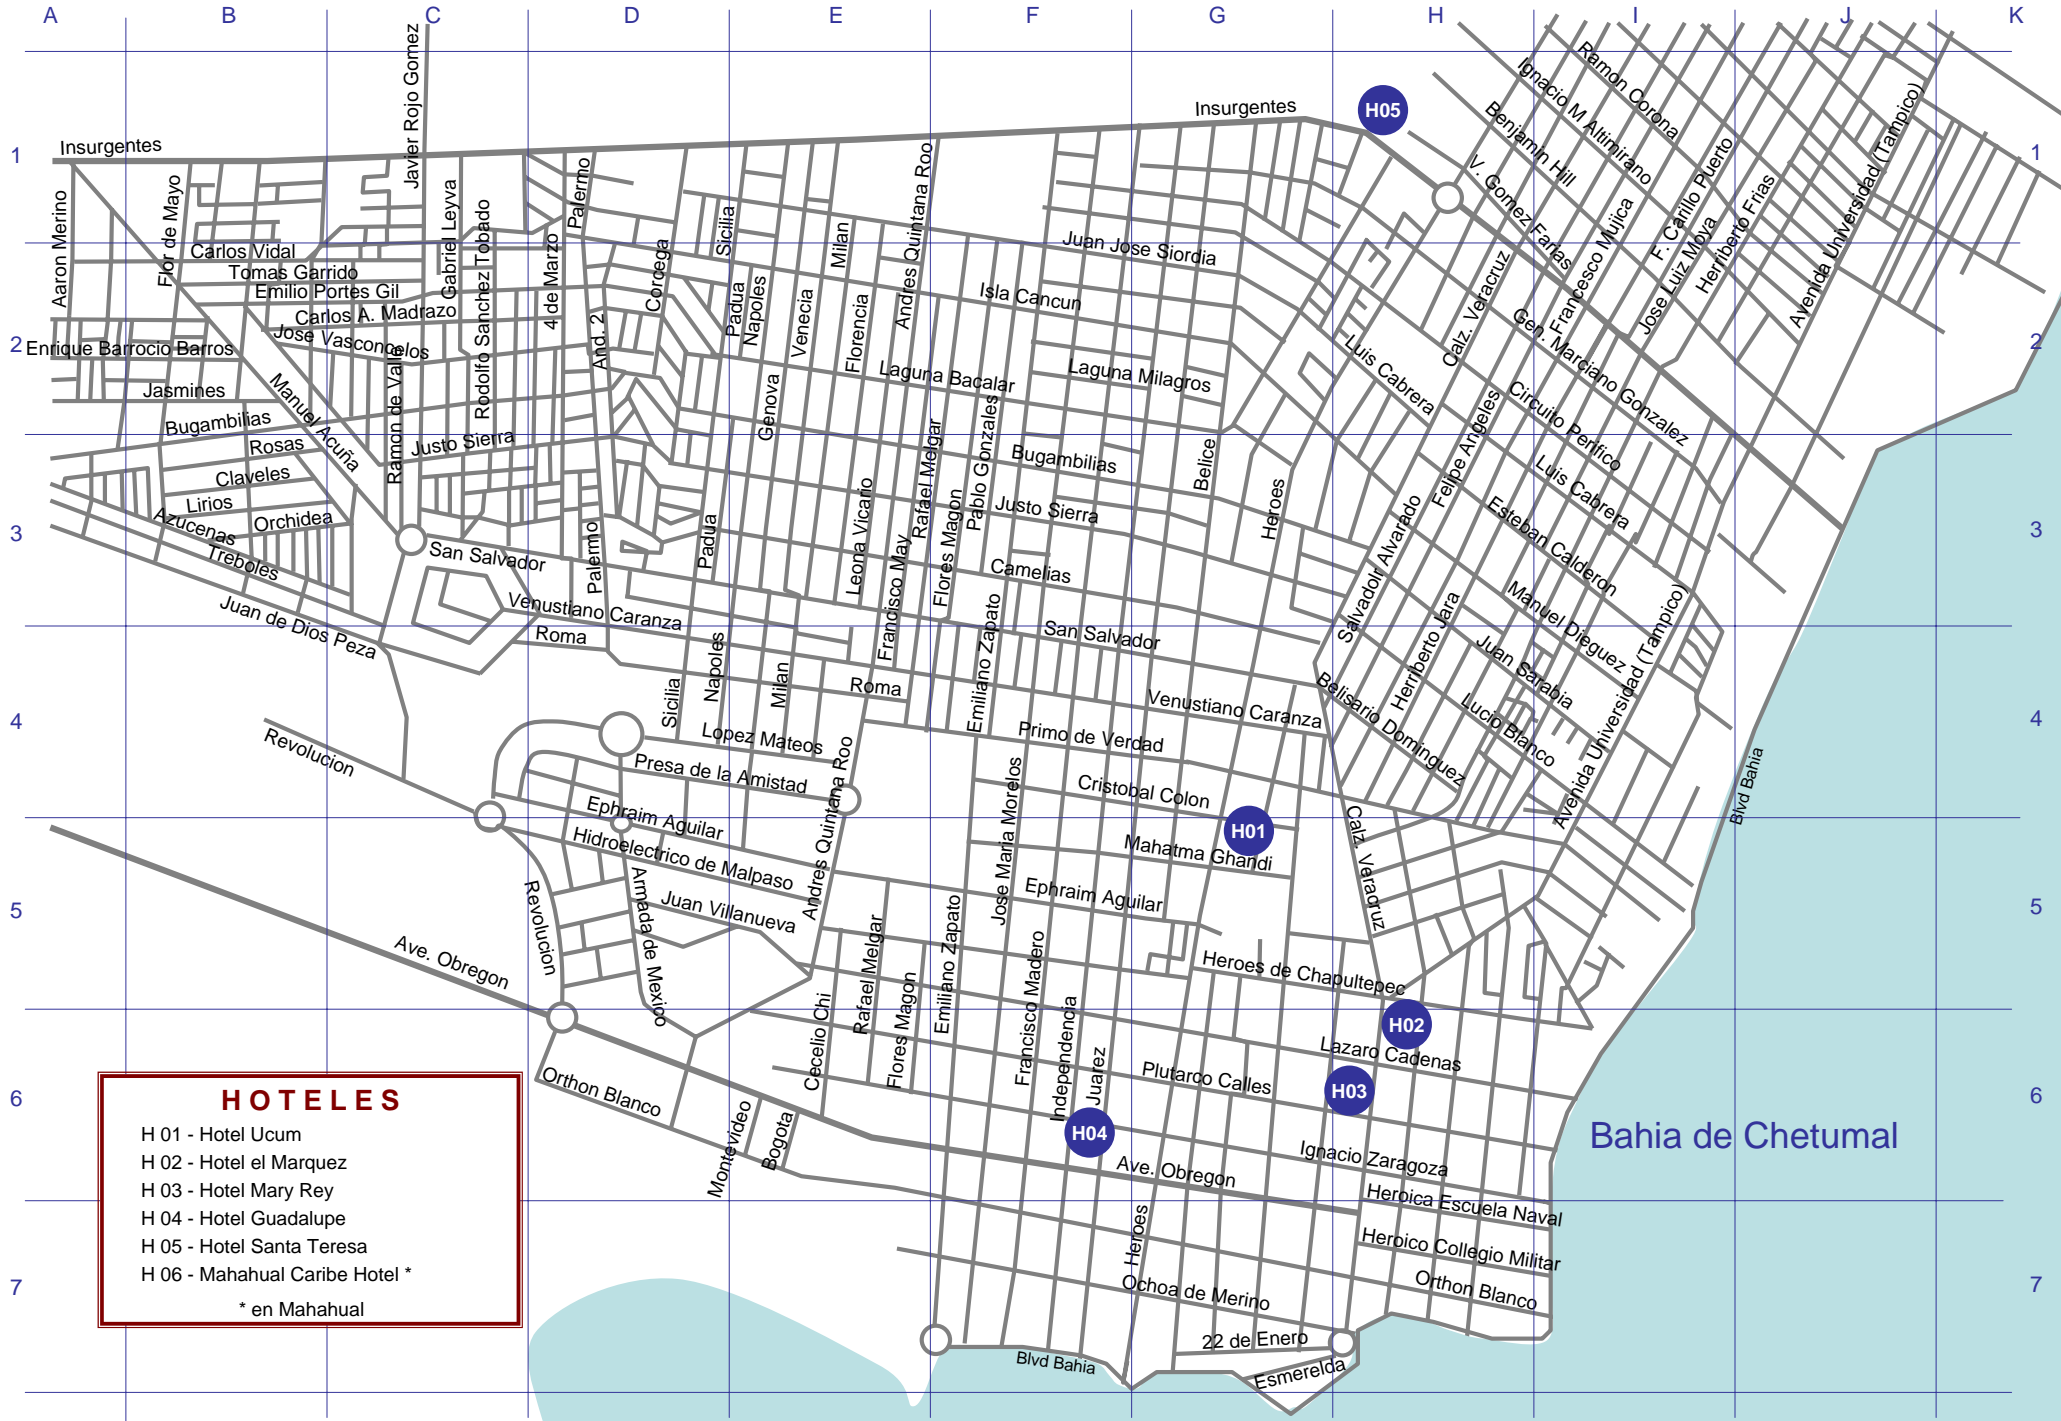 A B C D E F G H I J K
1
2
3
4
5
6
7
1
2
3
4
5
6
7
Insurgentes
Insurgentes
Javier Rojo Gomez
Aaron Merino
Flor de Mayo
Carlos Vidal
Tomas Garrido
Emilio Portes Gil
Carlos A. Madrazo
Jose Vasconcelos
Enrique Barrocio Barros
Jasmines
Bugambilias
Rosas
Claveles
Lirios
Orchidea
Azucenas
Treboles
Juan de Dios Peza
Manuel Acuña
Ramon de Valle
Gabriel Leyva
Rodolfo Sanchez Tobado
Justo Sierra
4 de Marzo
Palermo
And. 2
Corcega
Sicilia
Padua
Napoles
Genova
Venecia
Milan
Florencia
Andres Quintana Roo
Juan Jose Siordia
Isla Cancun
Laguna Bacalar
Laguna Milagros
Bugambilias
Justo Sierra
Camelias
San Salvador
San Salvador
Venustiano Caranza
Venustiano Caranza
Roma
Roma
Palermo
Padua
Leona Vicario
Francisco May
Rafael Melgar
Flores Magon
Pablo Gonzales
Emiliano Zapato
Belice
Heroes
Sicilia
Napoles
Milan
Lopez Mateos
Presa de la Amistad
Ephraim Aguilar
Hidroelectrico de Malpaso
Juan Villanueva
Armada de Mexico
Andres Quintana Roo
Revolucion
Revolucion
Ave. Obregon
Ave. Obregon
Orthon Blanco
Montevideo
Bogota
Cecelio Chi
Rafael Melgar
Flores Magon
Emiliano Zapato
Jose Maria Morelos
Francisco Madero
Independencia
Juarez
Heroes
Primo de Verdad
Cristobal Colon
Mahatma Ghandi
Ephraim Aguilar
Heroes de Chapultepec
Lazaro Cadenas
Plutarco Calles
Ignacio Zaragoza
Heroica Escuela Naval
Heroico Collegio Militar
Orthon Blanco
Ochoa de Merino
22 de Enero
Esmerelda
Blvd Bahia
Blvd Bahia
Calz. Veracruz
Calz. Veracruz
Ramon Corona
Ignacio M Altimirano
Benjamin Hill
V. Gomez Farias
Francesco Mujica
F. Carillo Puerto
Jose Luiz Moya
Herriberto Frias
Avenida Universidad (Tampico)
Gen. Marciano Gonzalez
Circuito Perifico
Luis Cabrera
Luis Cabrera
Felipe Angeles
Salvadoir Alvarado
Esteban Calderon
Manuel Dieguez
Juan Sarabia
Lucio Blanco
Herriberto Jara
Belisario Dominguez
Avenida Universidad (Tampico)
H05
H01
H02
H03
H04
Bahia de Chetumal
HOTELES
H 01 - Hotel Ucum
H 02 - Hotel el Marquez
H 03 - Hotel Mary Rey
H 04 - Hotel Guadalupe
H 05 - Hotel Santa Teresa
H 06 - Mahahual Caribe Hotel *
* en Mahahual